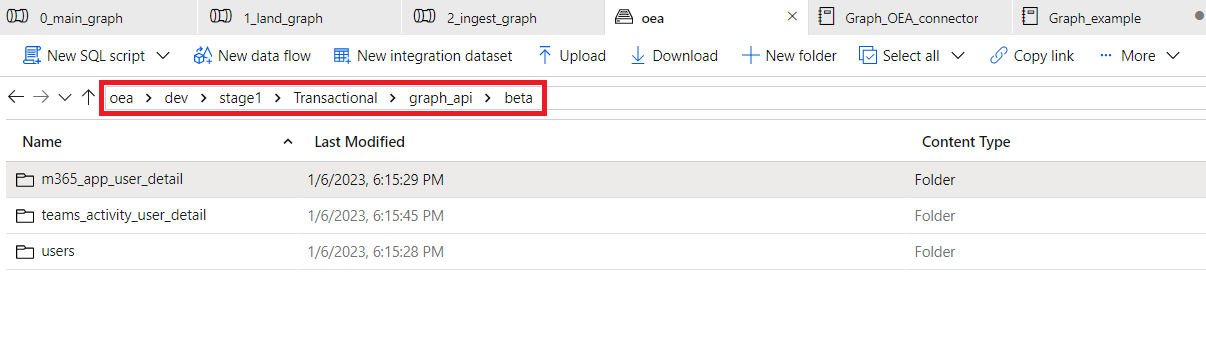 0_main_graph 1_land_graph 2_ingest_graph oea Graph_OEA_connector Graph_example
New SQL script New data flow New integration dataset Upload Download New folder Select all Copy link More
oea dev stage1 Transactional graph_api beta
Name Last Modified Content Type
m365_app_user_detail 1/6/2023, 6:15:29 PM Folder
teams_activity_user_detail 1/6/2023, 6:15:45 PM Folder
users 1/6/2023, 6:15:28 PM Folder